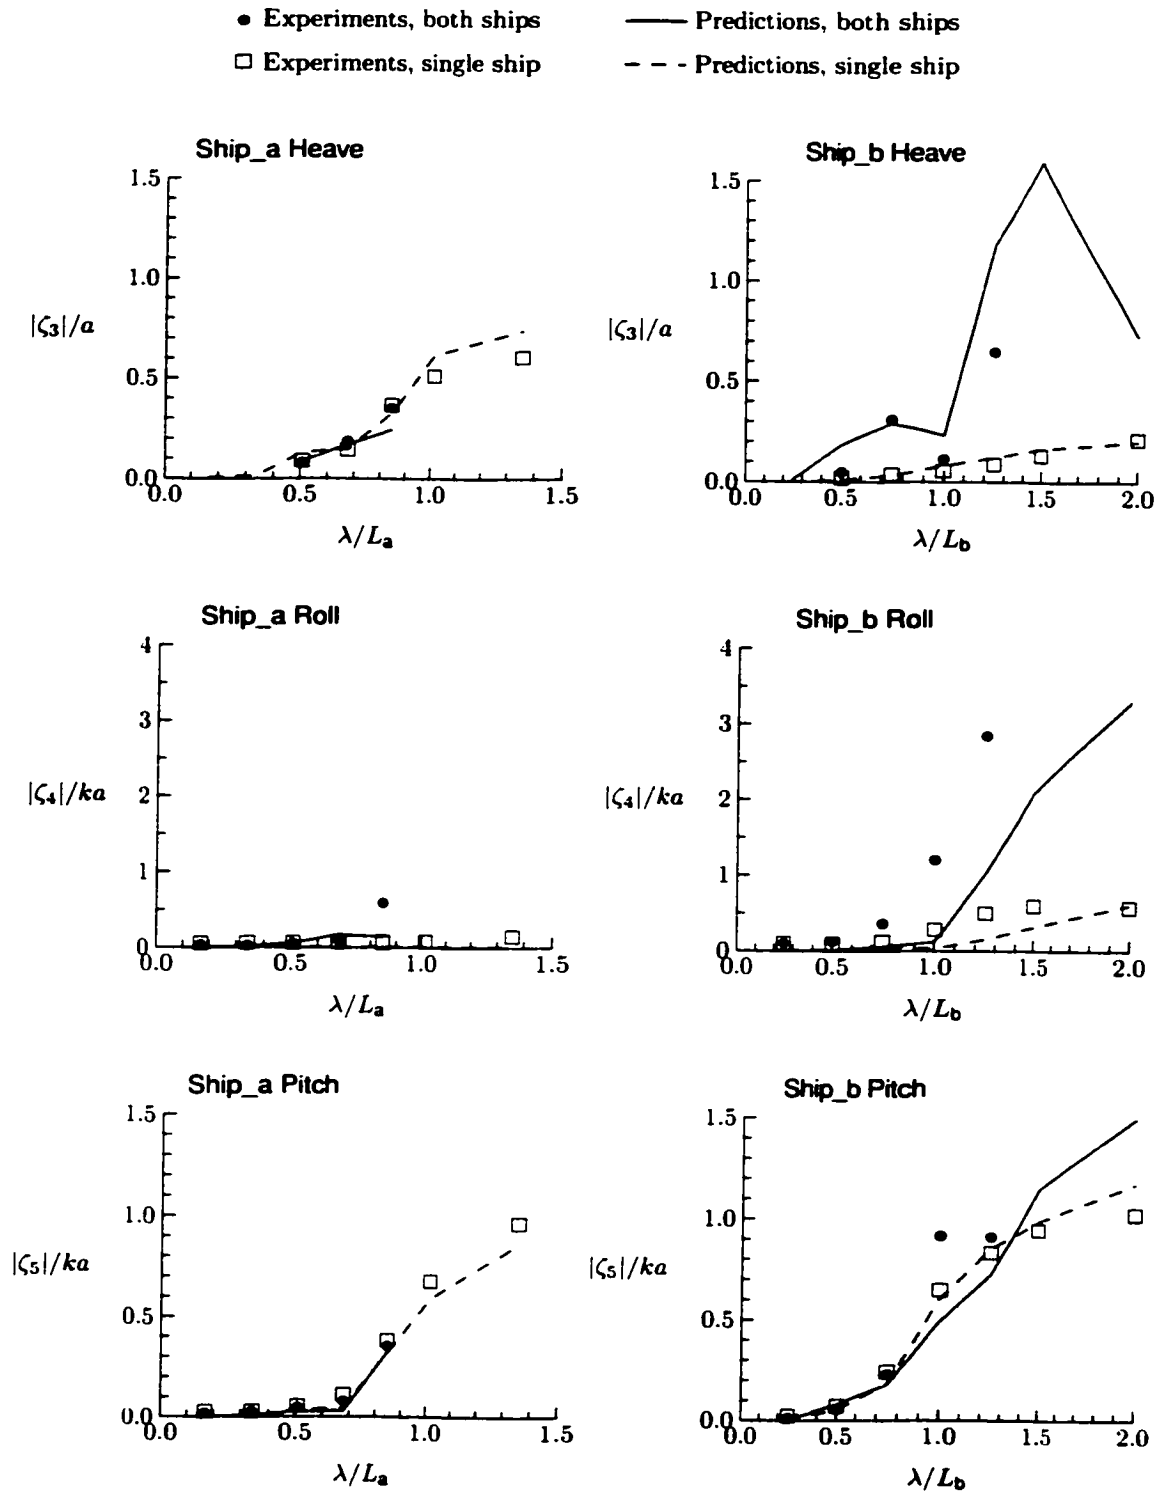 Experiments, both ships
Predictions, both ships
Experiments, single ship
Predictions, single ship
Ship_a Heave
1.5
1.0
|ζ₃|/a
0.5
0.0
0.0 0.5 1.0 1.5
λ/Lₐ
Ship_b Heave
1.5
1.0
|ζ₃|/a
0.5
0.0
0.0 0.5 1.0 1.5 2.0
λ/L_b
Ship_a Roll
4
3
|ζ₄|/ka
2
1
0
0.0 0.5 1.0 1.5
λ/Lₐ
Ship_b Roll
4
3
|ζ₄|/ka
2
1
0
0.0 0.5 1.0 1.5 2.0
λ/L_b
Ship_a Pitch
1.5
1.0
|ζ₅|/ka
0.5
0.0
0.0 0.5 1.0 1.5
λ/Lₐ
Ship_b Pitch
1.5
1.0
|ζ₅|/ka
0.5
0.0
0.0 0.5 1.0 1.5 2.0
λ/L_b